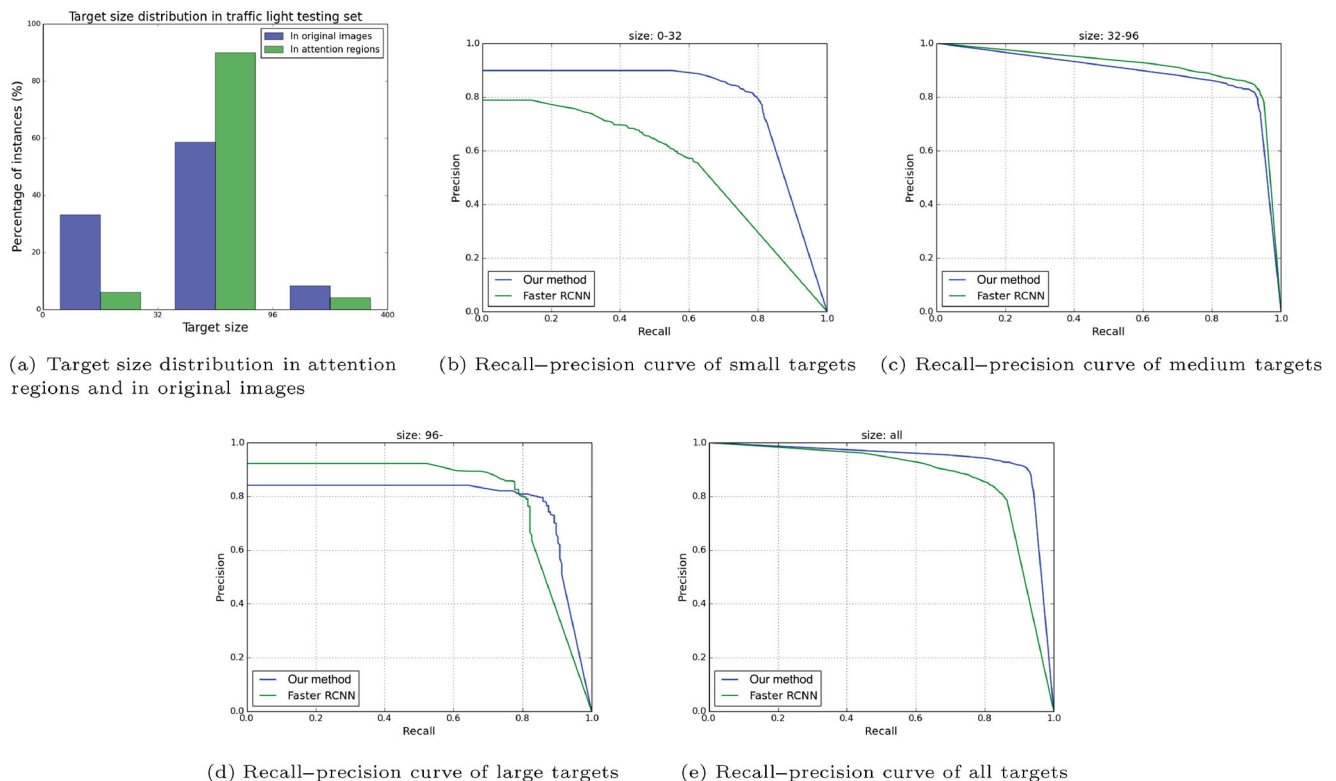 Target size distribution in traffic light testing set
100
80
60
40
20
0
Percentage of instances (%)
In original images
In attention regions
0 32 96 400
Target size
size: 0-32
1.0
0.8
0.6
0.4
0.2
0.0
Precision
Our method
Faster RCNN
0.0 0.2 0.4 0.6 0.8 1.0
Recall
size: 32-96
1.0
0.8
0.6
0.4
0.2
0.0
Precision
Our method
Faster RCNN
0.0 0.2 0.4 0.6 0.8 1.0
Recall
(a) Target size distribution in attention
regions and in original images
(b) Recall–precision curve of small targets
(c) Recall–precision curve of medium targets
size: 96-
1.0
0.8
0.6
0.4
0.2
0.0
Precision
Our method
Faster RCNN
0.0 0.2 0.4 0.6 0.8 1.0
Recall
size: all
1.0
0.8
0.6
0.4
0.2
0.0
Precision
Our method
Faster RCNN
0.0 0.2 0.4 0.6 0.8 1.0
Recall
(d) Recall–precision curve of large targets
(e) Recall–precision curve of all targets